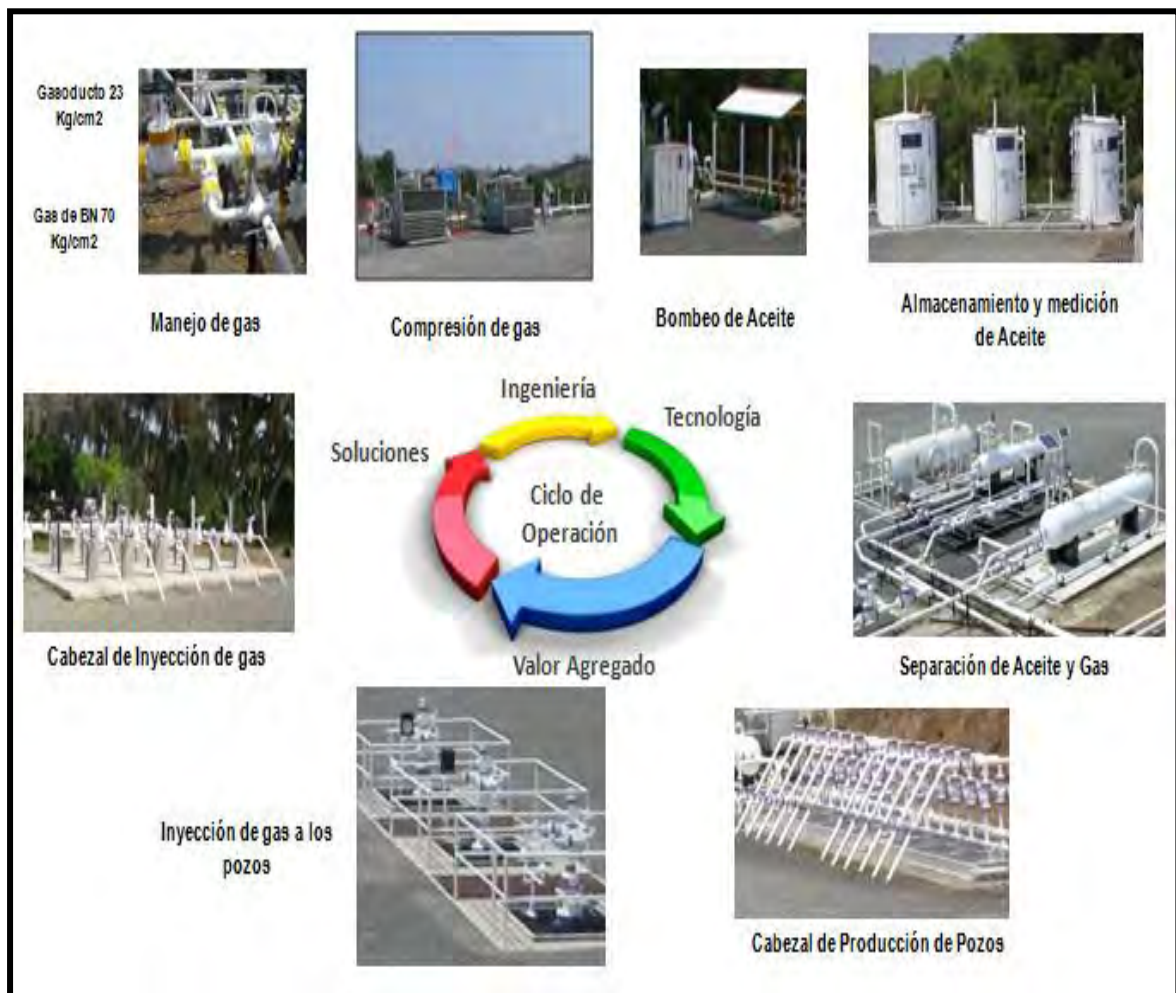 Gasoducto 23
Kg/cm2
Gas de BN 70
Kg/cm2
Manejo de gas
Compresión de gas
Bombeo de Aceite
Almacenamiento y medición
de Aceite
Ingeniería
Tecnología
Soluciones
Ciclo de
Operación
Valor Agregado
Cabezal de Inyección de gas
Separación de Aceite y Gas
Inyección de gas a los
pozos
Cabezal de Producción de Pozos